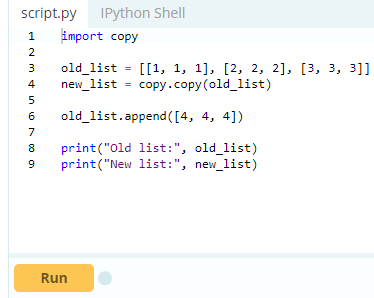 script.py IPython Shell
1 import copy
2
3 old_list = [[1, 1, 1], [2, 2, 2], [3, 3, 3]]
4 new_list = copy.copy(old_list)
5
6 old_list.append([4, 4, 4])
7
8 print("Old list:", old_list)
9 print("New list:", new_list)
Run